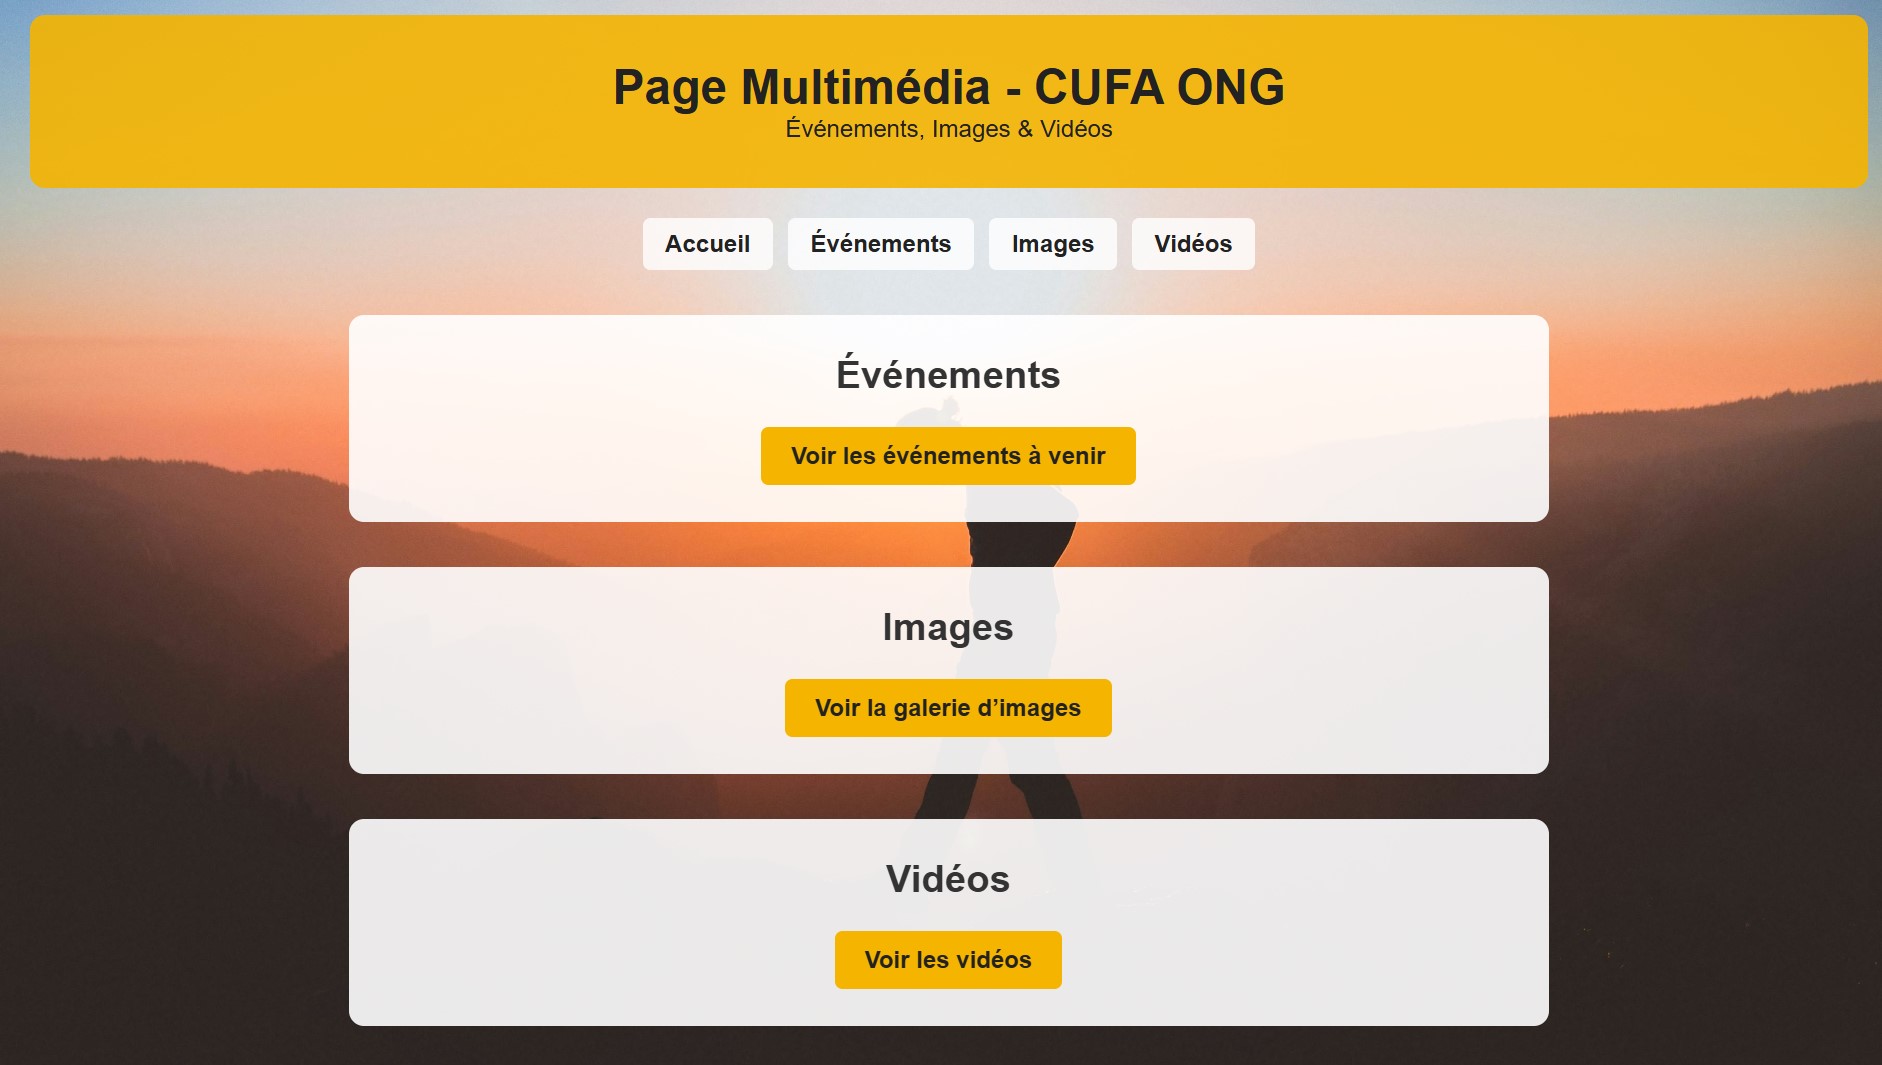 Page Multimédia - CUFA ONG
Événements, Images & Vidéos
Accueil
Événements
Images
Vidéos
Événements
Voir les événements à venir
Images
Voir la galerie d’images
Vidéos
Voir les vidéos